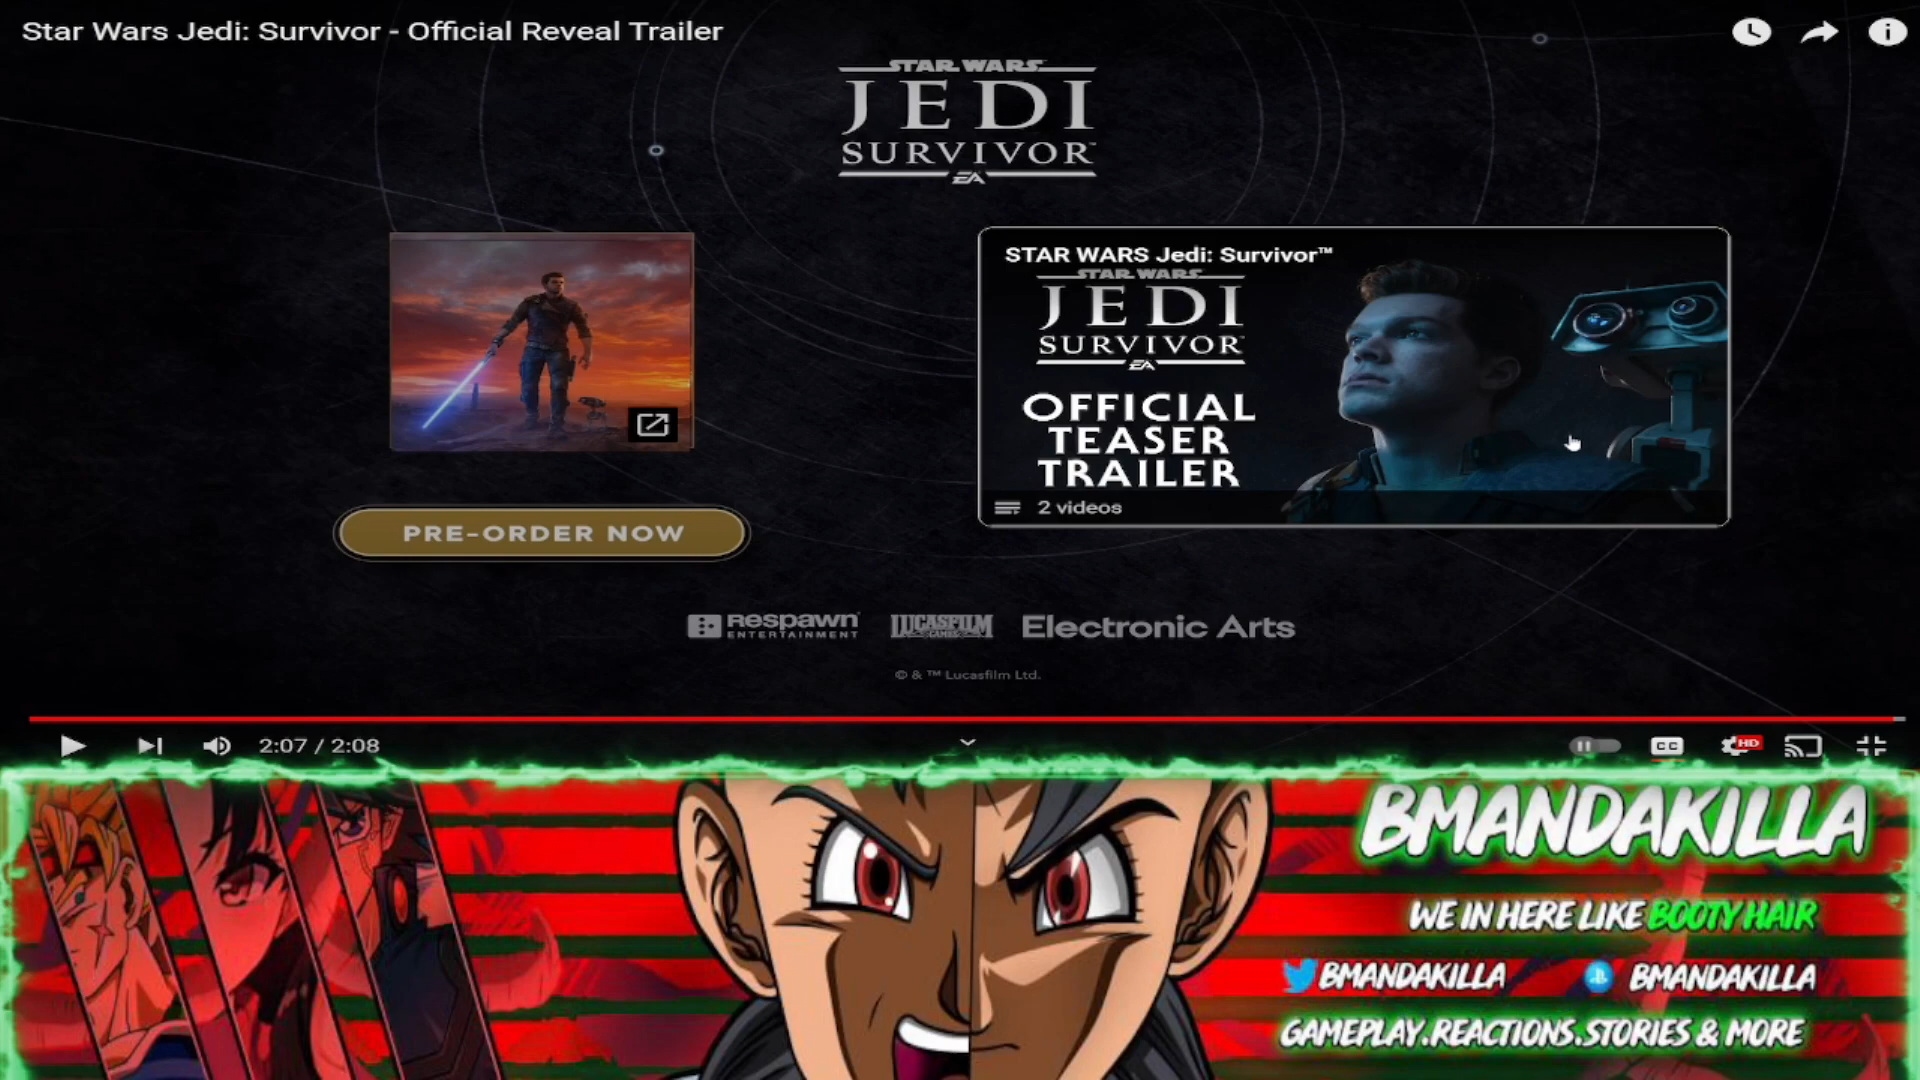 Star Wars Jedi: Survivor - Official Reveal Trailer
STAR WARS
JEDI
SURVIVOR™
EA
STAR WARS Jedi: Survivor™
STAR WARS
JEDI
SURVIVOR
EA
OFFICIAL
TEASER
TRAILER
2 videos
PRE-ORDER NOW
Respawn
ENTERTAINMENT
LUCASFILM
GAMES
Electronic Arts
© & ™ Lucasfilm Ltd.
2:07 / 2:08
CC
HD
BMANDAKILLA
WE IN HERE LIKE BOOTY HAIR
BMANDAKILLA BMANDAKILLA
GAMEPLAY.REACTIONS.STORIES & MORE